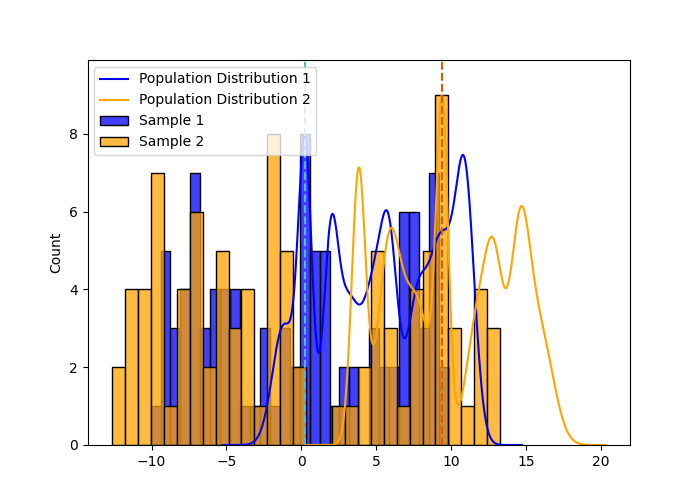 Population Distribution 1
Population Distribution 2
Sample 1
Sample 2
Count
8
6
4
2
0
−10
−5
0
5
10
15
20